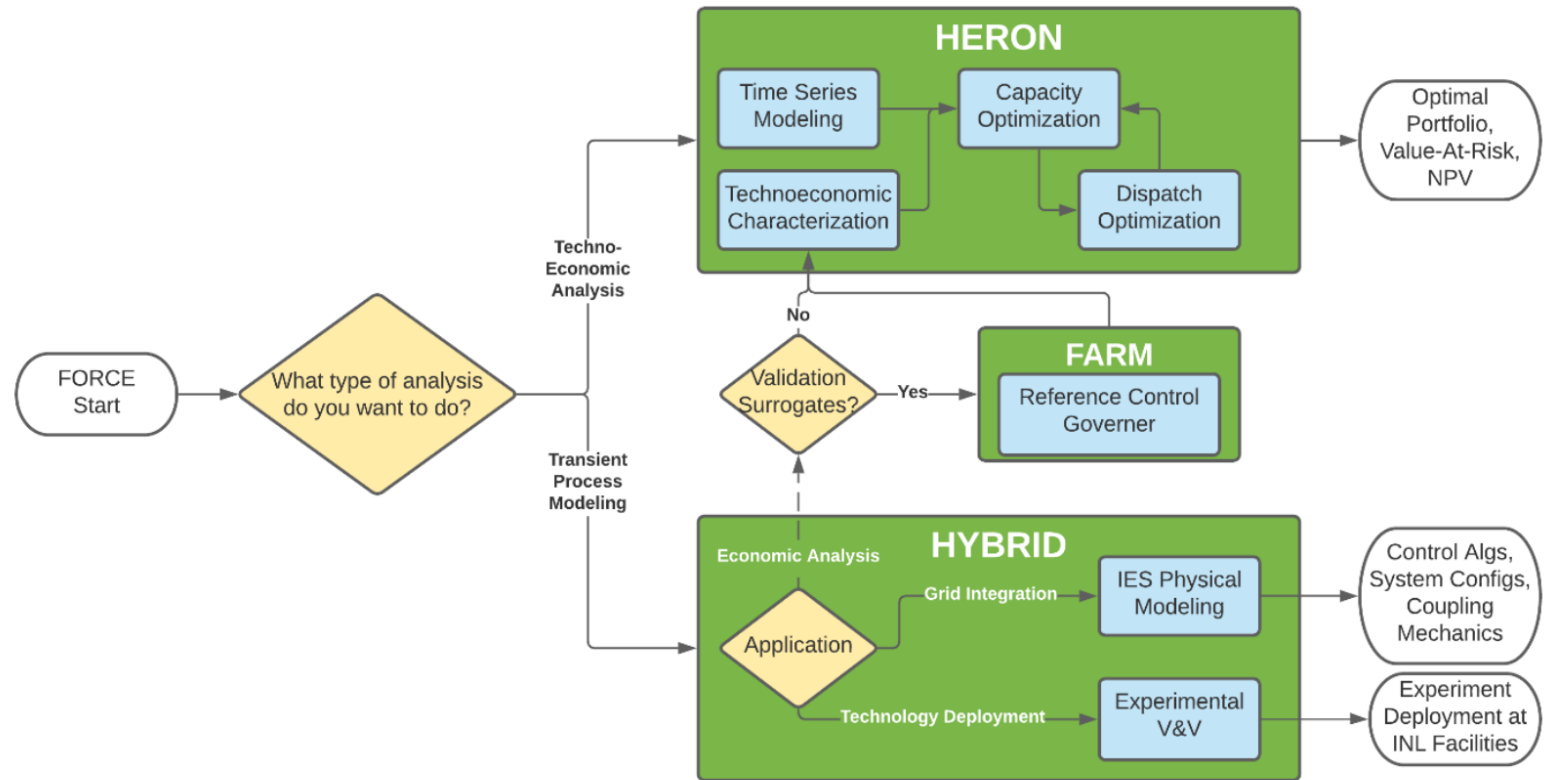 FORCE
Start
What type of analysis
do you want to do?
Techno-
Economic
Analysis
Transient
Process
Modeling
HERON
Time Series
Modeling
Capacity
Optimization
Technoeconomic
Characterization
Dispatch
Optimization
Optimal
Portfolio,
Value-At-Risk,
NPV
No
Validation
Surrogates?
Yes
FARM
Reference Control
Governer
HYBRID
Economic Analysis
Application
Grid Integration
IES Physical
Modeling
Technology Deployment
Experimental
V&V
Control Algs,
System Configs,
Coupling
Mechanics
Experiment
Deployment at
INL Facilities